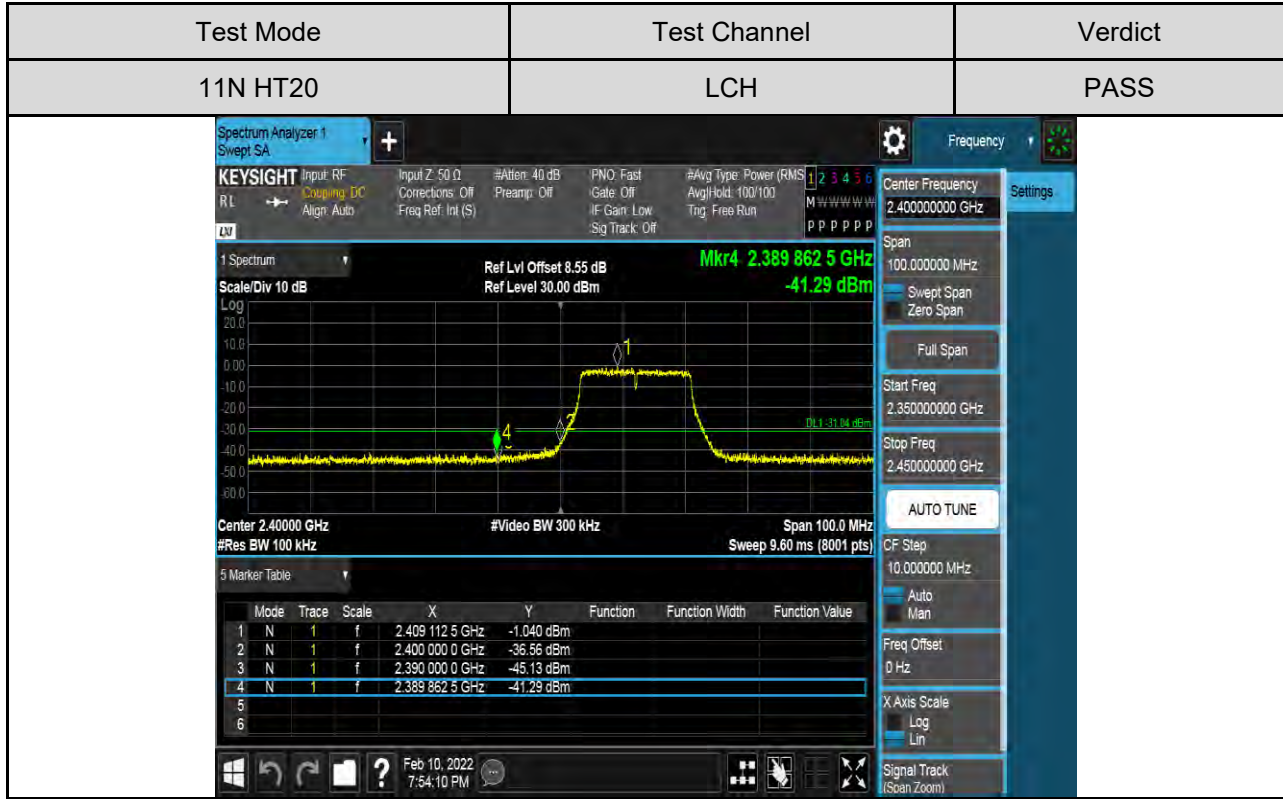 Test Mode Test Channel Verdict
11N HT20 LCH PASS
Spectrum Analyzer 1
Swept SA
+
Frequency
KEYSIGHT Input: RF Input Z: 50 Ω #Atten: 40 dB PNO: Fast #Avg Type: Power (RMS 1 2 3 4 5 6
RL Coupling: DC Corrections: Off Preamp: Off Gate: Off Avg|Hold: 100/100 M W W W W W
Align: Auto Freq Ref: Int (S) IF Gain: Low Trig: Free Run
LXI Sig Track: Off P P P P P P
1 Spectrum
Scale/Div 10 dB
Ref Lvl Offset 8.55 dB
Ref Level 30.00 dBm
Mkr4 2.389 862 5 GHz
-41.29 dBm
Log
20.0
10.0
0.00
-10.0
-20.0
-30.0
-40.0
-50.0
-60.0
1
2
4
DL1 -31.04 dBm
Center 2.40000 GHz #Video BW 300 kHz Span 100.0 MHz
#Res BW 100 kHz Sweep 9.60 ms (8001 pts)
5 Marker Table
Mode Trace Scale X Y Function Function Width Function Value
1 N 1 f 2.409 112 5 GHz -1.040 dBm
2 N 1 f 2.400 000 0 GHz -36.56 dBm
3 N 1 f 2.390 000 0 GHz -45.13 dBm
4 N 1 f 2.389 862 5 GHz -41.29 dBm
5
6
?
Feb 10, 2022
7:54:10 PM
Center Frequency
2.400000000 GHz
Settings
Span
100.000000 MHz
Swept Span
Zero Span
Full Span
Start Freq
2.350000000 GHz
Stop Freq
2.450000000 GHz
AUTO TUNE
CF Step
10.000000 MHz
Auto
Man
Freq Offset
0 Hz
X Axis Scale
Log
Lin
Signal Track
(Span Zoom)